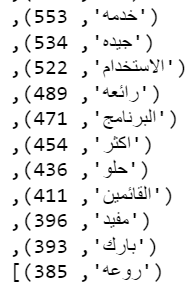 ('خدمه', 553),
('جيده', 534),
('الاستخدام', 522),
('رائعه', 489),
('البرنامج', 471),
('اكثر', 454),
('حلو', 436),
('القائمين', 411),
('مفيد', 396),
('بارك', 393),
('روعه', 385)]